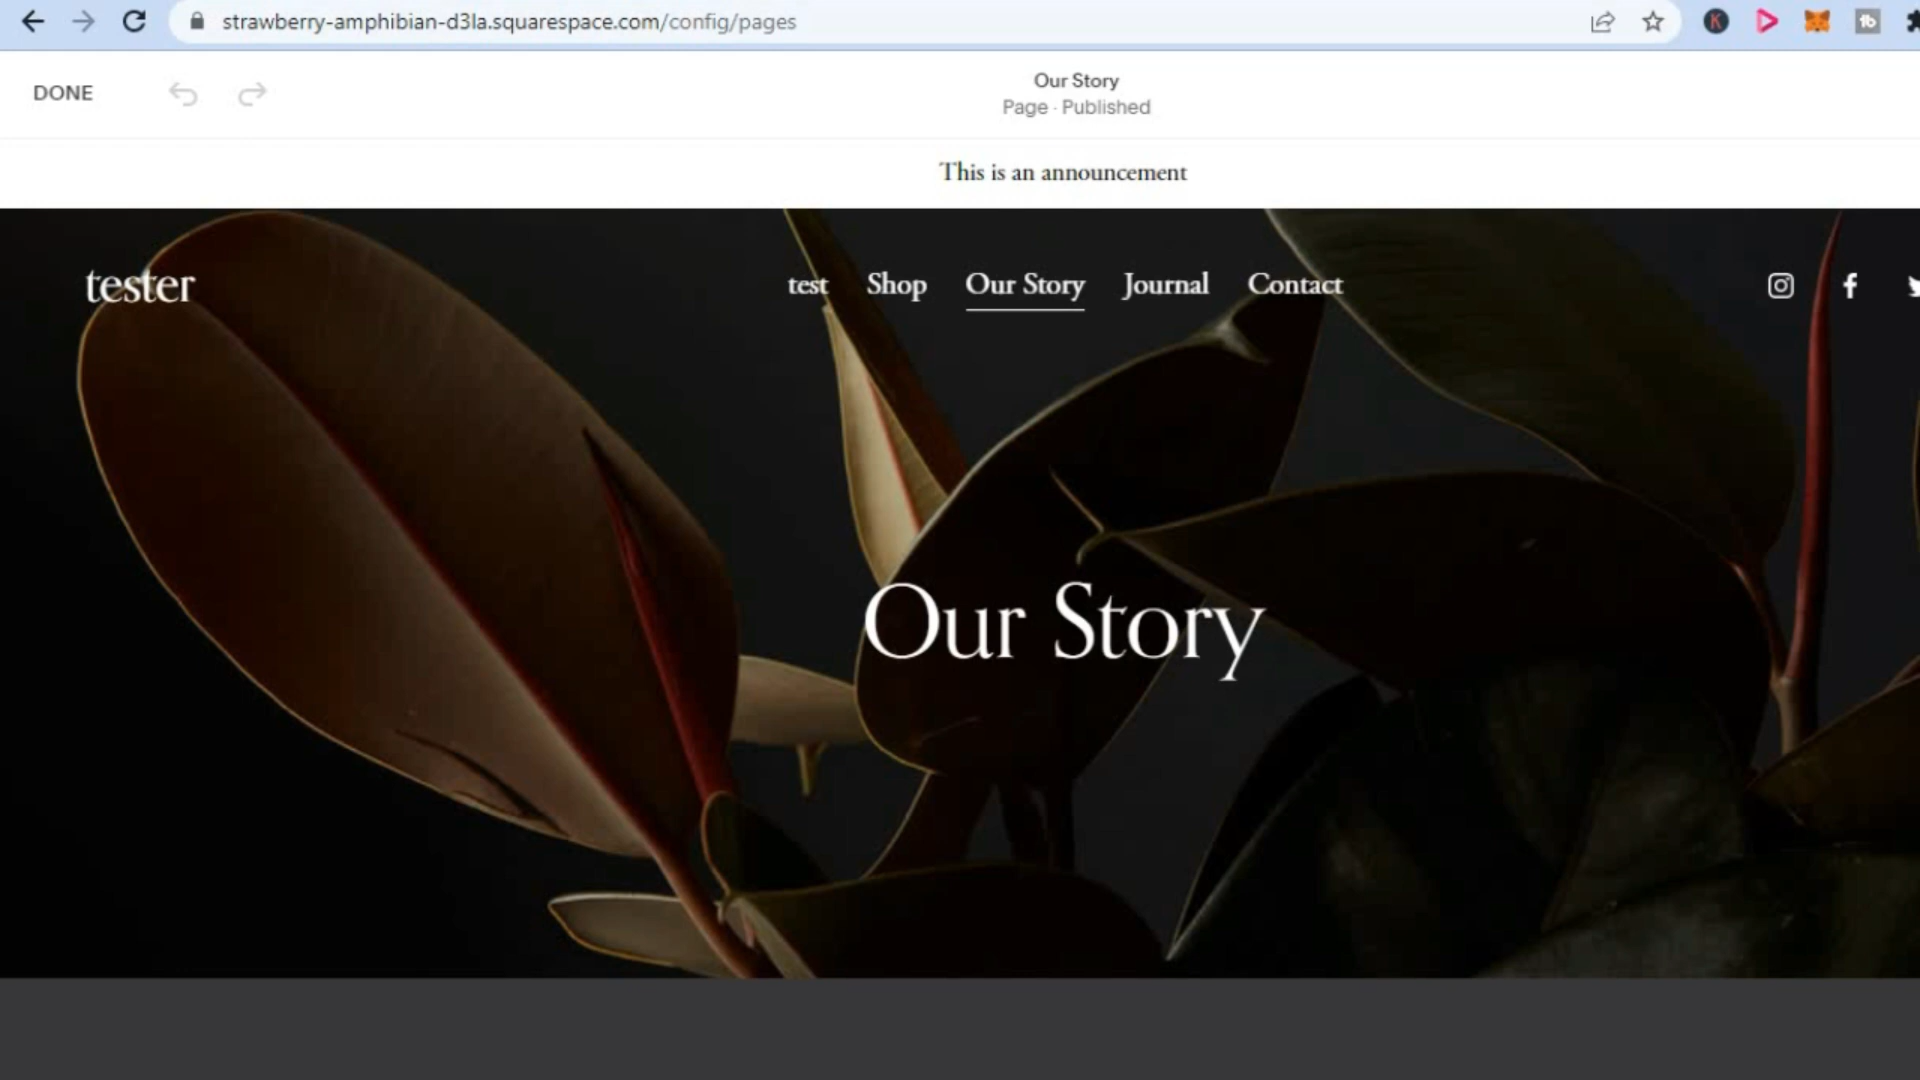 strawberry-amphibian-d3la.squarespace.com/config/pages
K
tb
DONE
Our Story
Page · Published
This is an announcement
tester
test Shop Our Story Journal Contact
Our Story